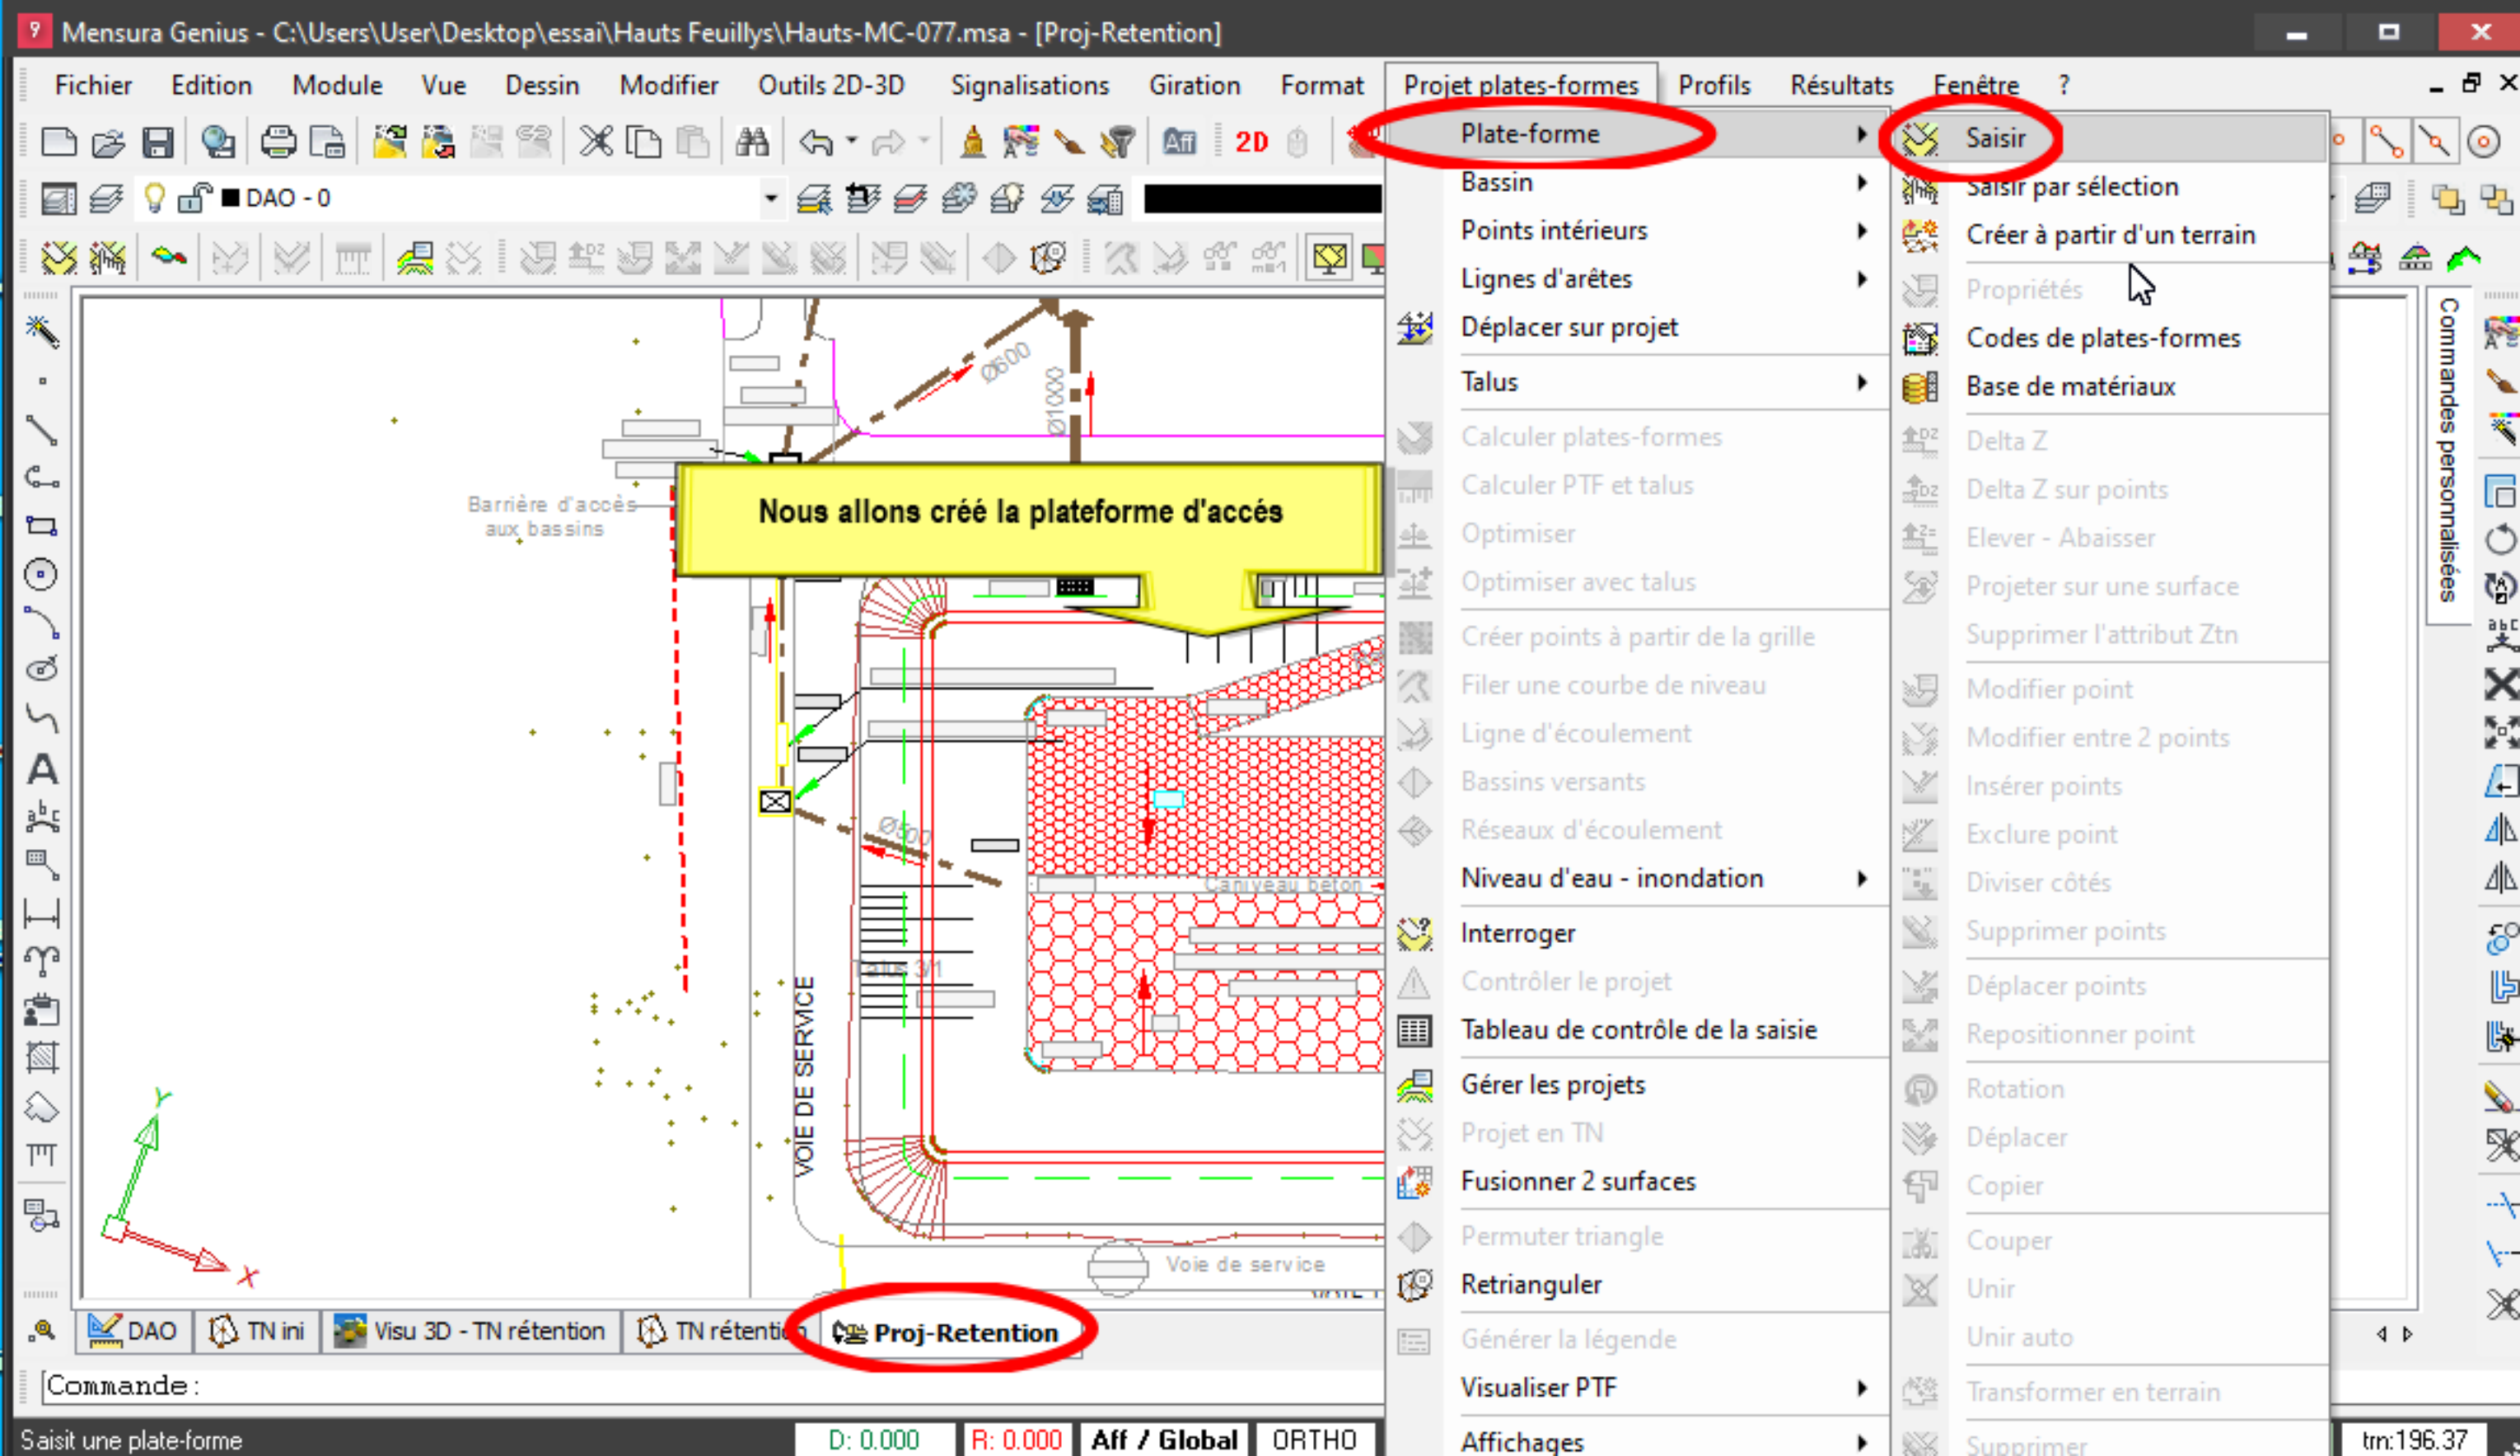 Mensura Genius - C:\Users\User\Desktop\essai\Hauts Feuillys\Hauts-MC-077.msa - [Proj-Retention]
Fichier Edition Module Vue Dessin Modifier Outils 2D-3D Signalisations Giration Format Projet plates-formes Profils Résultats Fenêtre ?
Aff 2D
DAO - 0
Plate-forme
Bassin
Points intérieurs
Lignes d'arêtes
Déplacer sur projet
Talus
Calculer plates-formes
Calculer PTF et talus
Optimiser
Optimiser avec talus
Créer points à partir de la grille
Filer une courbe de niveau
Ligne d'écoulement
Bassins versants
Réseaux d'écoulement
Niveau d'eau - inondation
Interroger
Contrôler le projet
Tableau de contrôle de la saisie
Gérer les projets
Projet en TN
Fusionner 2 surfaces
Permuter triangle
Retrianguler
Générer la légende
Visualiser PTF
Affichages
Saisir
Saisir par sélection
Créer à partir d'un terrain
Propriétés
Codes de plates-formes
Base de matériaux
Delta Z
Delta Z sur points
Elever - Abaisser
Projeter sur une surface
Supprimer l'attribut Ztn
Modifier point
Modifier entre 2 points
Insérer points
Exclure point
Diviser côtés
Supprimer points
Déplacer points
Repositionner point
Rotation
Déplacer
Copier
Couper
Unir
Unir auto
Transformer en terrain
Supprimer
Commandes personnalisées
Ø600
Ø1000
Barrière d'accès
aux bassins
Nous allons créé la plateforme d'accés
Ø500
Caniveau béton
Talus 3/1
VOIE DE SERVICE
Voie de service
Y
X
DAO TN ini Visu 3D - TN rétention TN rétention Proj-Retention
Commande:
Saisit une plate-forme D: 0.000 R: 0.000 Aff / Global ORTHO trn:196.37